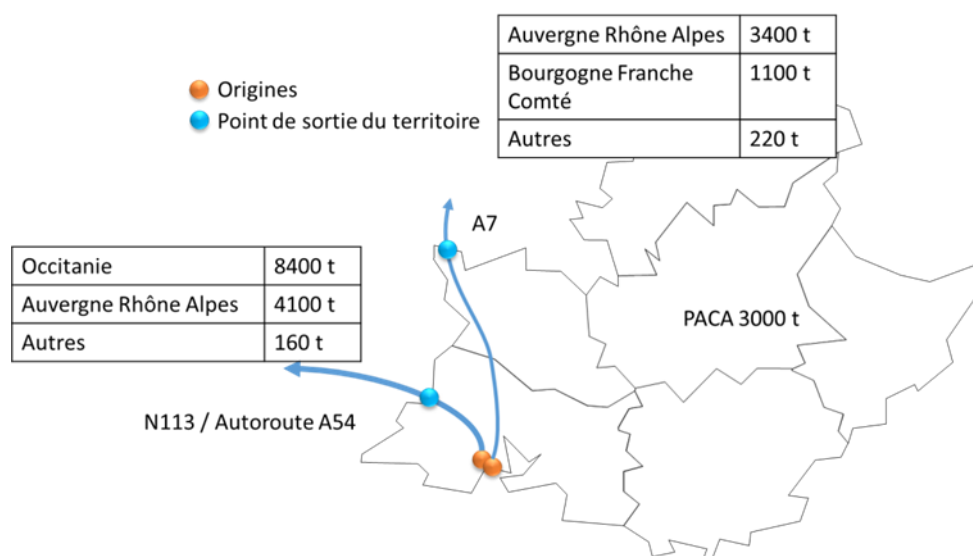 Auvergne Rhône Alpes 3400 t
Bourgogne Franche
Comté 1100 t
Autres 220 t
Origines
Point de sortie du territoire
A7
Occitanie 8400 t
Auvergne Rhône Alpes 4100 t
Autres 160 t
PACA 3000 t
N113 / Autoroute A54